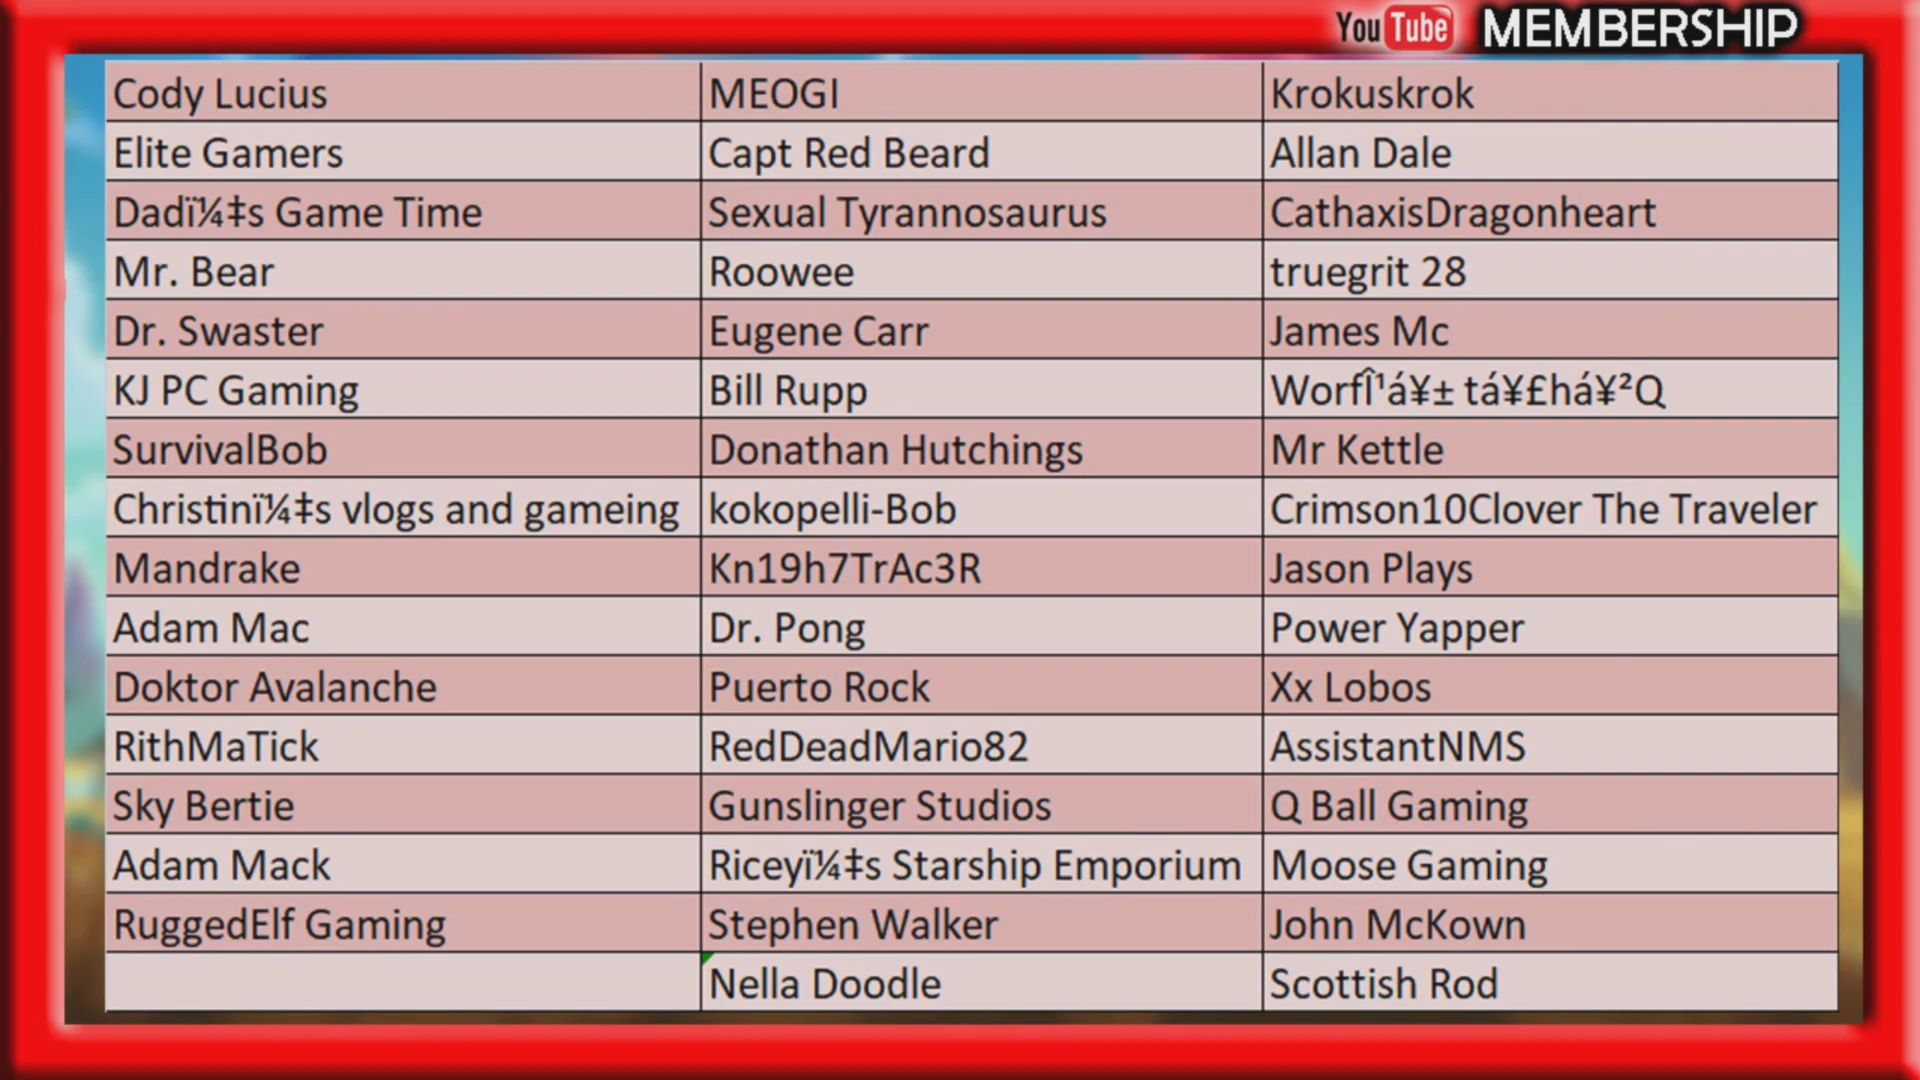 YouTube MEMBERSHIP
Cody Lucius MEOGI Krokuskrok
Elite Gamers Capt Red Beard Allan Dale
Dadï¼‡s Game Time Sexual Tyrannosaurus CathaxisDragonheart
Mr. Bear Roowee truegrit 28
Dr. Swaster Eugene Carr James Mc
KJ PC Gaming Bill Rupp WorfÎ¹á¥± tá¥£há¥²Q
SurvivalBob Donathan Hutchings Mr Kettle
Christinï¼‡s vlogs and gameing kokopelli-Bob Crimson10Clover The Traveler
Mandrake Kn19h7TrAc3R Jason Plays
Adam Mac Dr. Pong Power Yapper
Doktor Avalanche Puerto Rock Xx Lobos
RithMaTick RedDeadMario82 AssistantNMS
Sky Bertie Gunslinger Studios Q Ball Gaming
Adam Mack Riceyï¼‡s Starship Emporium Moose Gaming
RuggedElf Gaming Stephen Walker John McKown
Nella Doodle Scottish Rod